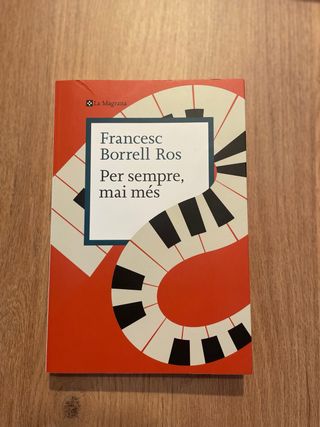 La Magrana
Francesc
Borrell Ros
Per sempre,
mai més